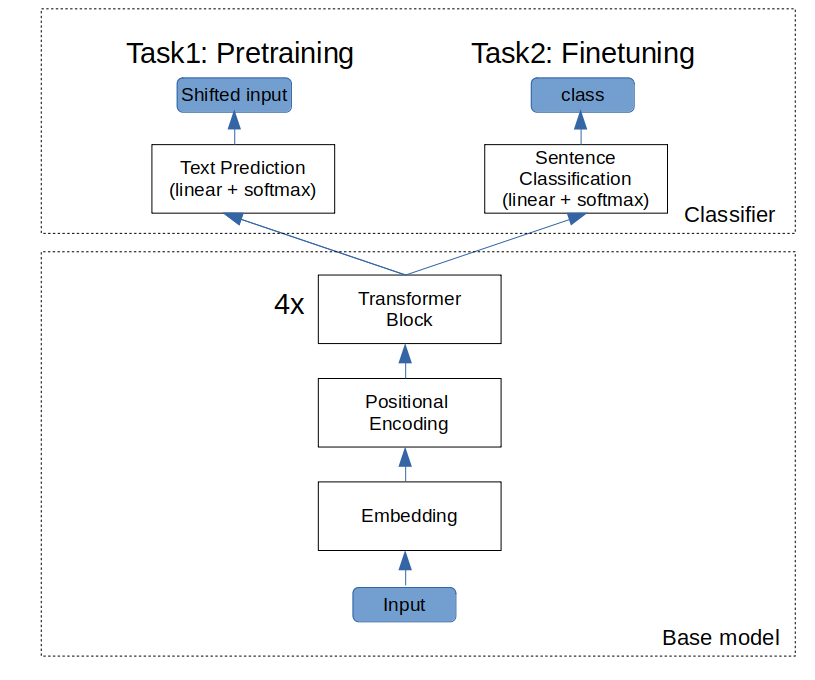 Task1: Pretraining
Task2: Finetuning
Shifted input
class
Text Prediction
(linear + softmax)
Sentence
Classification
(linear + softmax)
Classifier
4x
Transformer
Block
Positional
Encoding
Embedding
Input
Base model